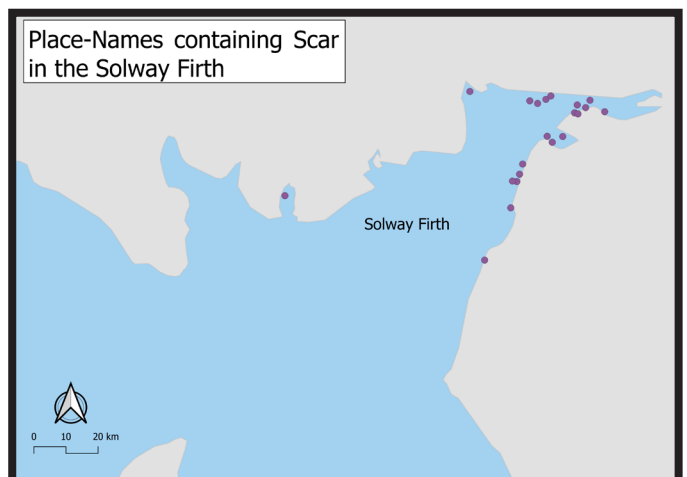 Place-Names containing Scar
in the Solway Firth
Solway Firth
0 10 20 km